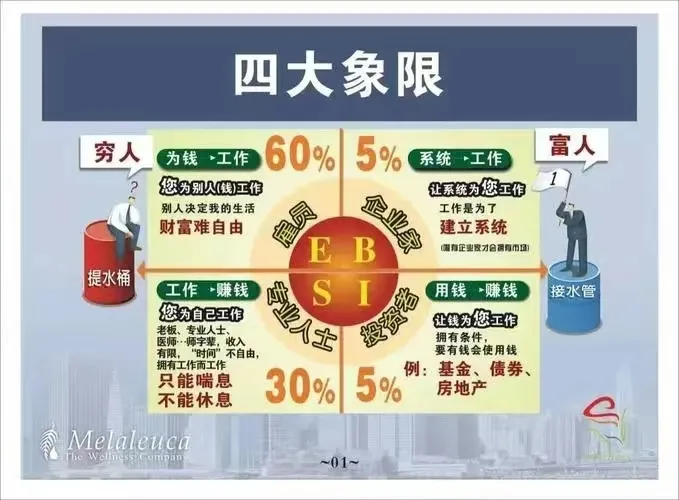 四大象限
穷人
富人
为钱 工作
60%
5%
系统 工作
您为别人(钱)工作
别人决定我的生活
财富难自由
让系统为您工作
工作是为了
建立系统
(唯有企业家才会拥有市场)
?
1
提水桶
接水管
雇员
企业家
E B
S I
专业人士
投资者
工作 赚钱
您为自己工作
老板、专业人士、
医师…师字辈，收入
有限，“时间”不自由，
拥有工作而工作
只能喘息
不能休息
30%
5%
用钱 赚钱
让钱为您工作
拥有条件，
要有钱会使用钱
例：基金、债券、
房地产
Melaleuca
The Wellness Company
~01~